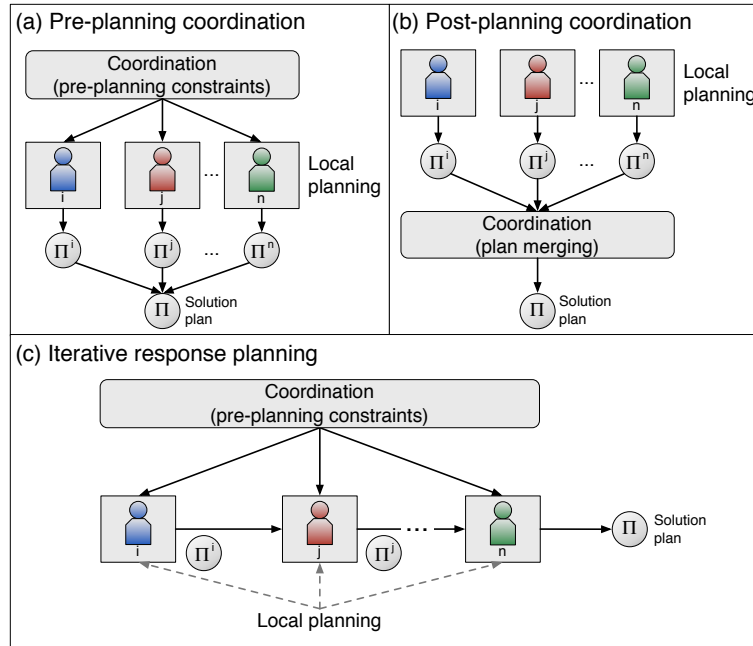 (a) Pre-planning coordination
Coordination
(pre-planning constraints)
i
j
...
n
Local
planning
Π^i
Π^j
...
Π^n
Π
Solution
plan
(b) Post-planning coordination
i
j
...
n
Local
planning
Π^i
Π^j
...
Π^n
Coordination
(plan merging)
Π
Solution
plan
(c) Iterative response planning
Coordination
(pre-planning constraints)
i
Π^i
j
Π^j
...
n
Π
Solution
plan
Local planning